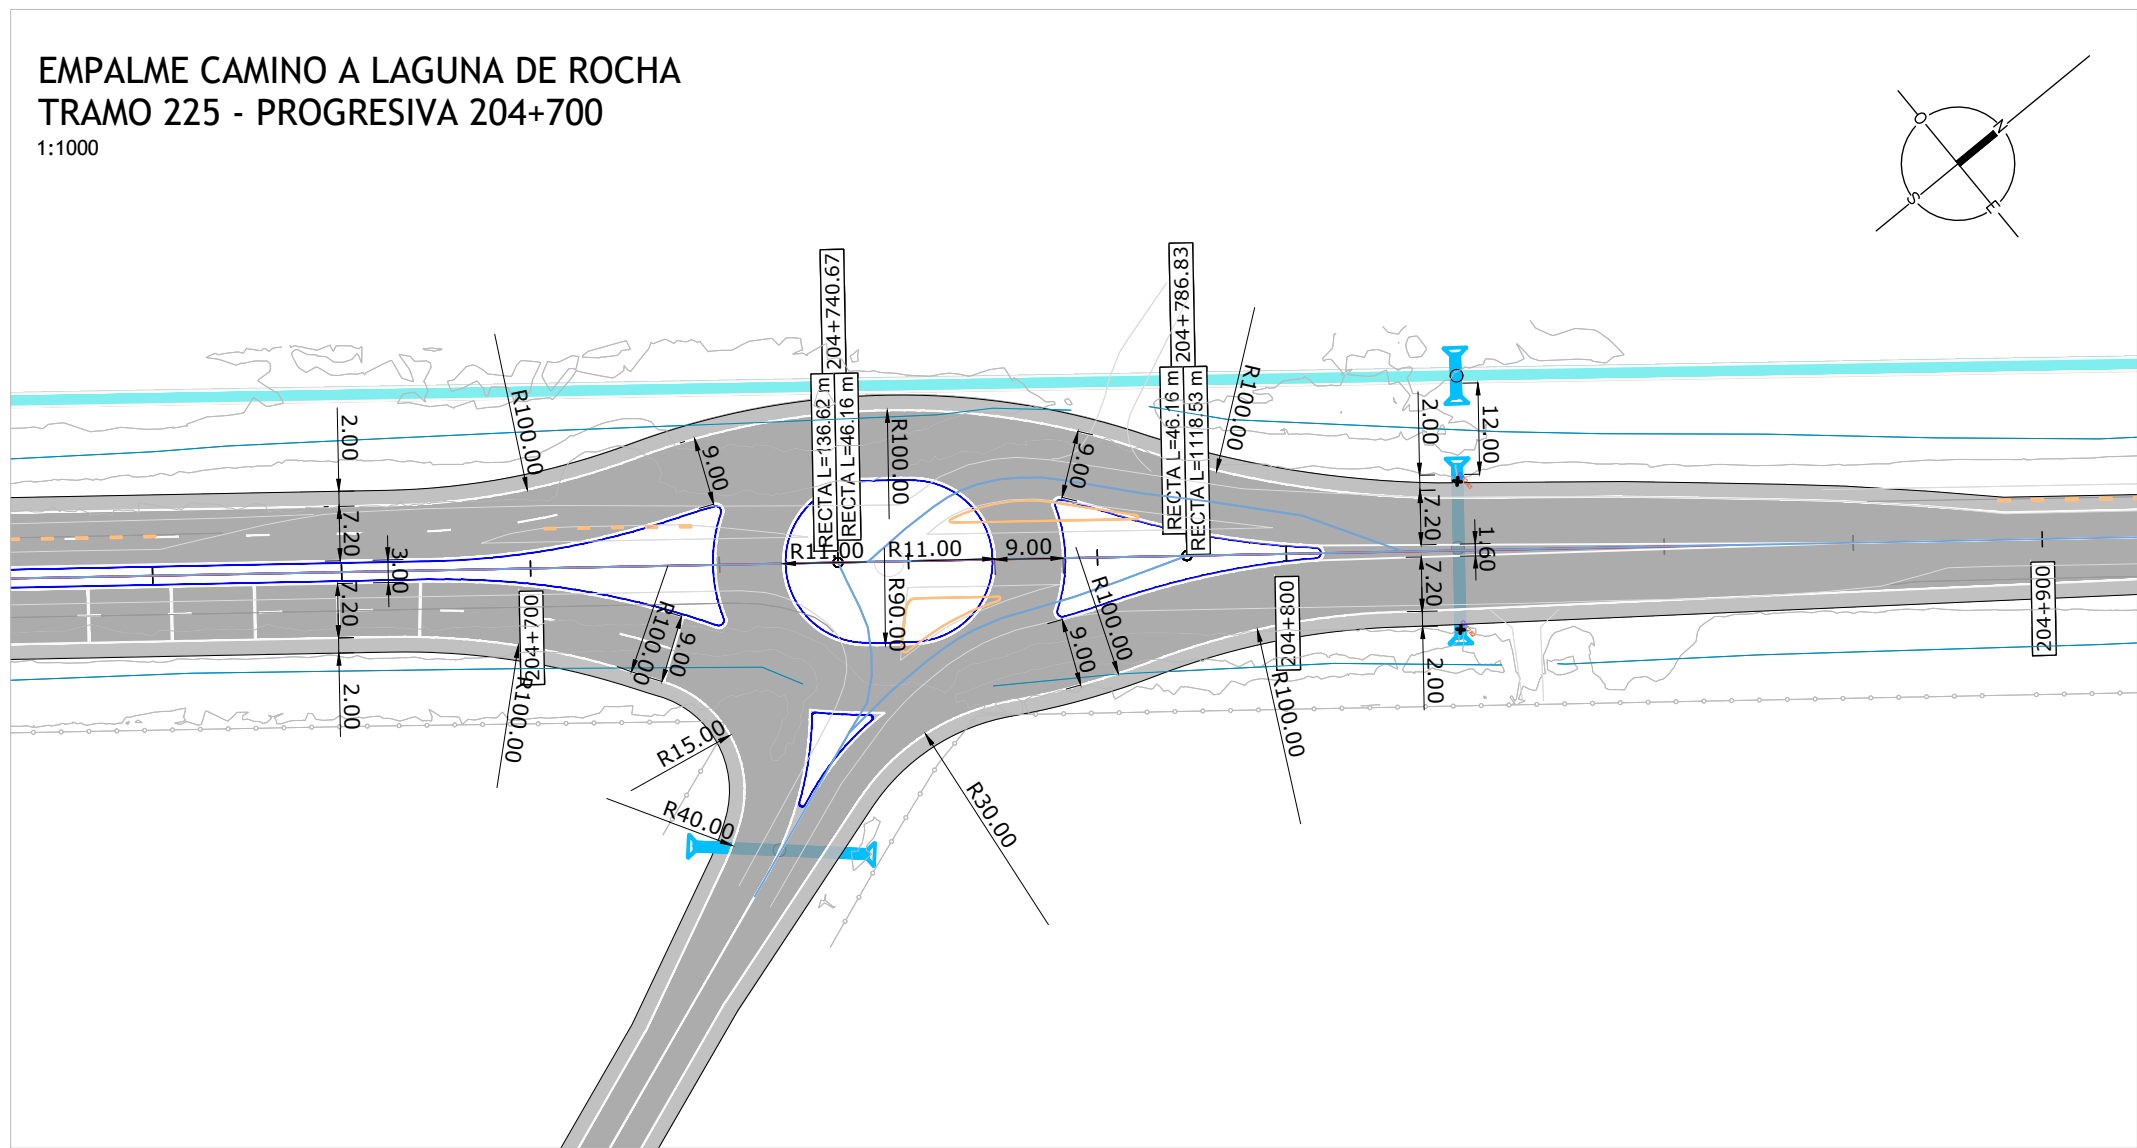 EMPALME CAMINO A LAGUNA DE ROCHA
TRAMO 225 - PROGRESIVA 204+700
1:1000
N
O
S
E
204+740.67
204+786.83
RECTA L=136.62 m
RECTA L=46.16 m
RECTA L=46.16 m
RECTA L=1118.53 m
R100.00
R100.00
R100.00
2.00
2.00
12.00
9.00
9.00
7.20
7.20
3.00
1.60
R11.00
R11.00
9.00
7.20
7.20
R90.00
R100.00
R100.00
9.00
9.00
204+700
204+800
204+900
R100.00
R100.00
2.00
2.00
R15.00
R40.00
R30.00